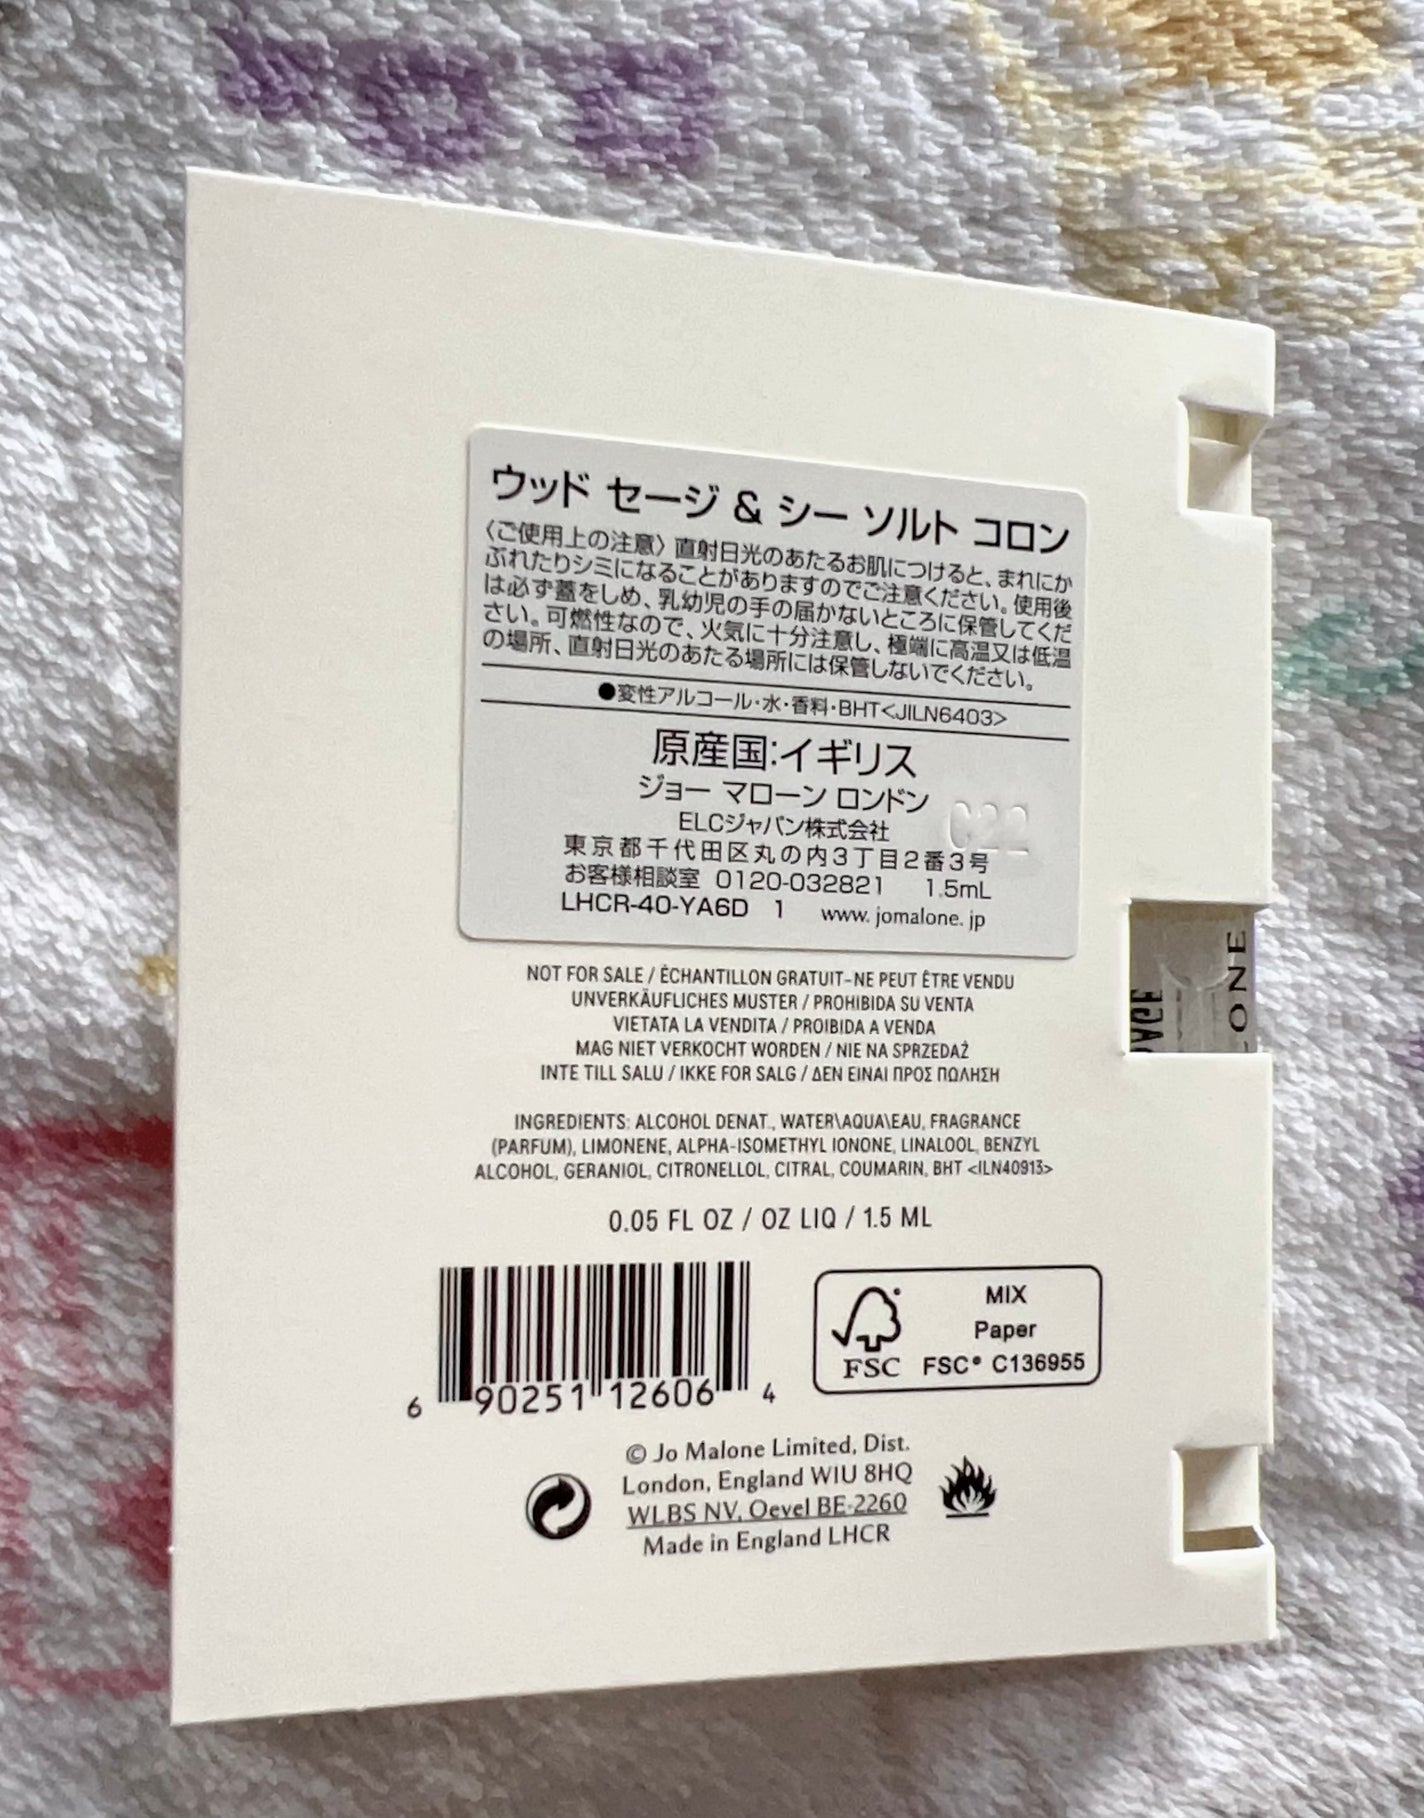 ウッド セージ & シー ソルト コロン
〈ご使用上の注意〉直射日光のあたるお肌につけると、まれにか
ぶれたりシミになることがありますのでご注意ください。使用後
は必ず蓋をしめ、乳幼児の手の届かないところに保管してくだ
さい。可燃性なので、火気に十分注意し、極端に高温又は低温
の場所、直射日光のあたる場所には保管しないでください。
●変性アルコール・水・香料・BHT<JILN6403>
原産国:イギリス
ジョー マローン ロンドン
ELCジャパン株式会社
C22
東京都千代田区丸の内3丁目2番3号
お客様相談室 0120-032821 1.5mL
LHCR-40-YA6D 1 www. jomalone. jp
ONE
AGE
NOT FOR SALE / ÉCHANTILLON GRATUIT-NE PEUT ÊTRE VENDU
UNVERKÄUFLICHES MUSTER / PROHIBIDA SU VENTA
VIETATA LA VENDITA / PROIBIDA A VENDA
MAG NIET VERKOCHT WORDEN / NIE NA SPRZEDAŻ
INTE TILL SALU / IKKE FOR SALG / ΔΕΝ ΕΙΝΑΙ ΠΡΟΣ ΠΩΛΗΣΗ
INGREDIENTS: ALCOHOL DENAT., WATER\AQUA\EAU, FRAGRANCE
(PARFUM), LIMONENE, ALPHA-ISOMETHYL IONONE, LINALOOL, BENZYL
ALCOHOL, GERANIOL, CITRONELLOL, CITRAL, COUMARIN, BHT <ILN40913>
0.05 FL OZ / OZ LIQ / 1.5 ML
6 90251 12606 4
FSC
MIX
Paper
FSC® C136955
© Jo Malone Limited, Dist.
London, England W1U 8HQ
WLBS NV, Oevel BE-2260
Made in England LHCR